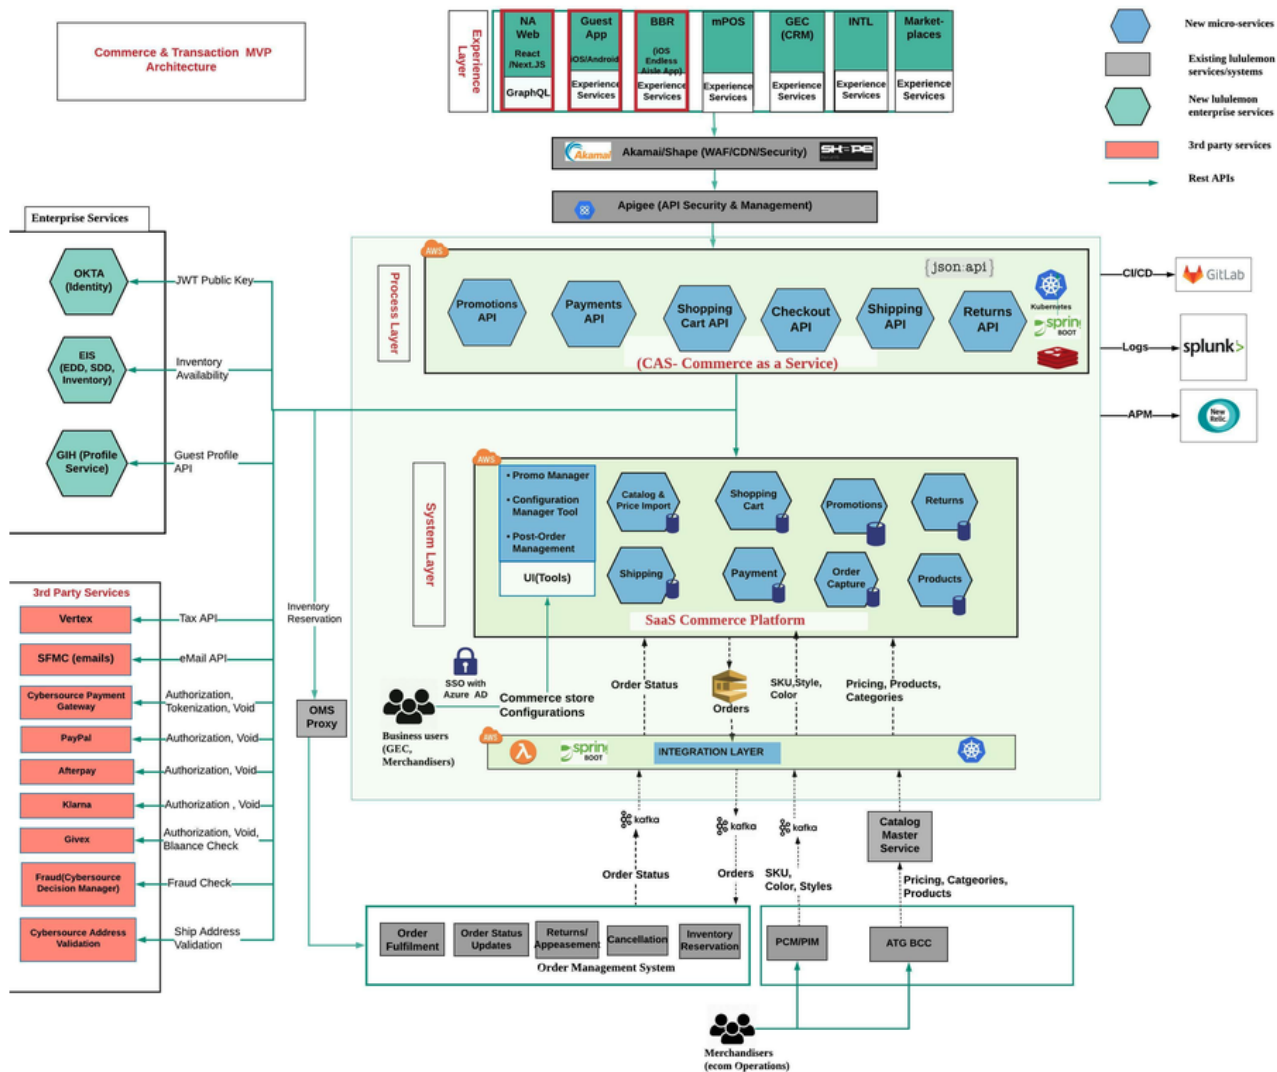 Commerce & Transaction MVP
Architecture
Experience
Layer
NA
Web
React
/Next.JS
GraphQL
Guest
App
iOS/Android
Experience
Services
BBR
(iOS
Endless
Aisle App)
Experience
Services
mPOS
Experience
Services
GEC
(CRM)
Experience
Services
INTL
Experience
Services
Market-
places
Experience
Services
New micro-services
Existing lululemon
services/systems
New lululemon
enterprise services
3rd party services
Rest APIs
Akamai
Akamai/Shape (WAF/CDN/Security)
SHAPE
Apigee (API Security & Management)
Enterprise Services
OKTA
(Identity)
JWT Public Key
EIS
(EDD, SDD,
Inventory)
Inventory
Availability
GIH (Profile
Service)
Guest Profile
API
AWS
Process Layer
{json:api}
Promotions
API
Payments
API
Shopping
Cart API
Checkout
API
Shipping
API
Returns
API
Kubernetes
spring
BOOT
(CAS- Commerce as a Service)
CI/CD
GitLab
Logs
splunk>
APM
New
Relic.
AWS
System Layer
• Promo Manager
• Configuration
Manager Tool
• Post-Order
Management
UI(Tools)
Catalog &
Price Import
Shopping
Cart
Promotions
Returns
Shipping
Payment
Order
Capture
Products
SaaS Commerce Platform
3rd Party Services
Vertex
Tax API
SFMC (emails)
eMail API
Cybersource Payment
Gateway
Authorization,
Tokenization, Void
PayPal
Authorization, Void
Afterpay
Authorization, Void
Klarna
Authorization , Void
Givex
Authorization, Void,
Blaance Check
Fraud(Cybersource
Decision Manager)
Fraud Check
Cybersource Address
Validation
Ship Address
Validation
Inventory
Reservation
OMS
Proxy
SSO with
Azure AD
Business users
(GEC,
Merchandisers)
Commerce store
Configurations
Order Status
Orders
SKU,Style,
Color
Pricing, Products,
Categories
AWS
spring
BOOT
INTEGRATION LAYER
kafka
kafka
kafka
Catalog
Master
Service
Order Status
Orders
SKU,
Color, Styles
Pricing, Catgeories,
Products
Order
Fulfilment
Order Status
Updates
Returns/
Appeasement
Cancellation
Inventory
Reservation
Order Management System
PCM/PIM
ATG BCC
Merchandisers
(ecom Operations)